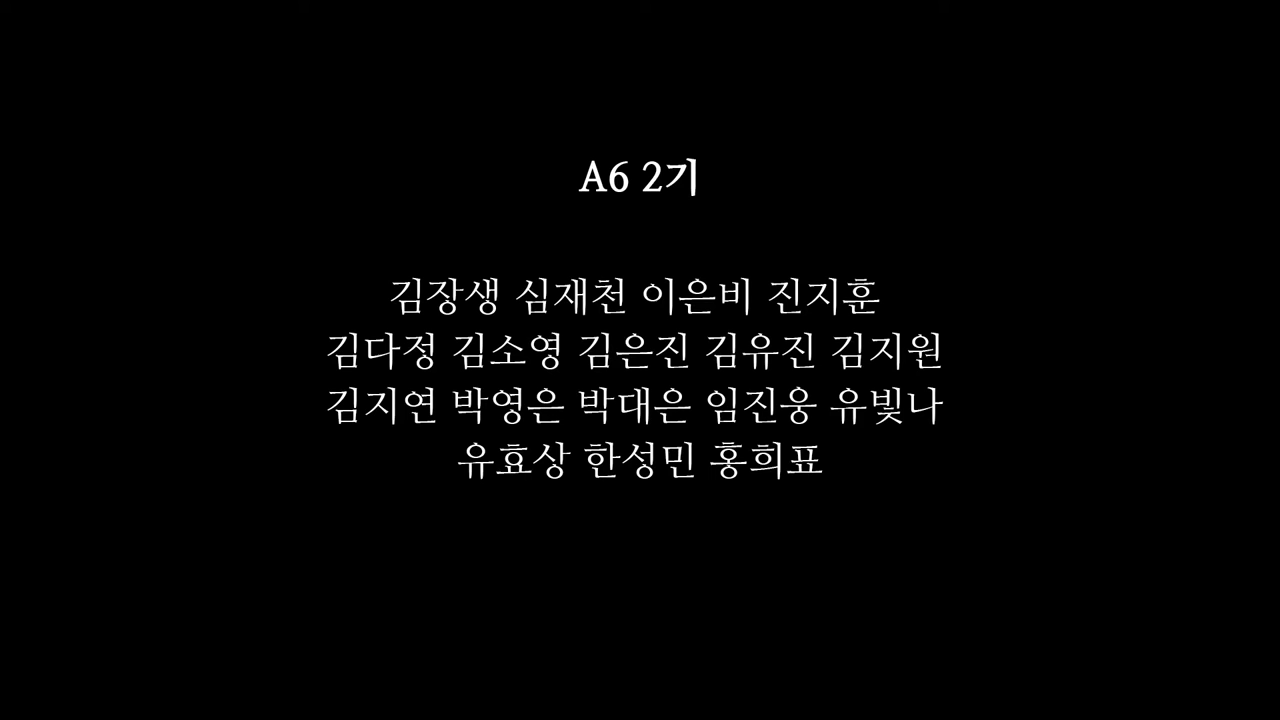 A6 2기
김장생 심재천 이은비 진지훈
김다정 김소영 김은진 김유진 김지원
김지연 박영은 박대은 임진웅 유빛나
유효상 한성민 홍희표